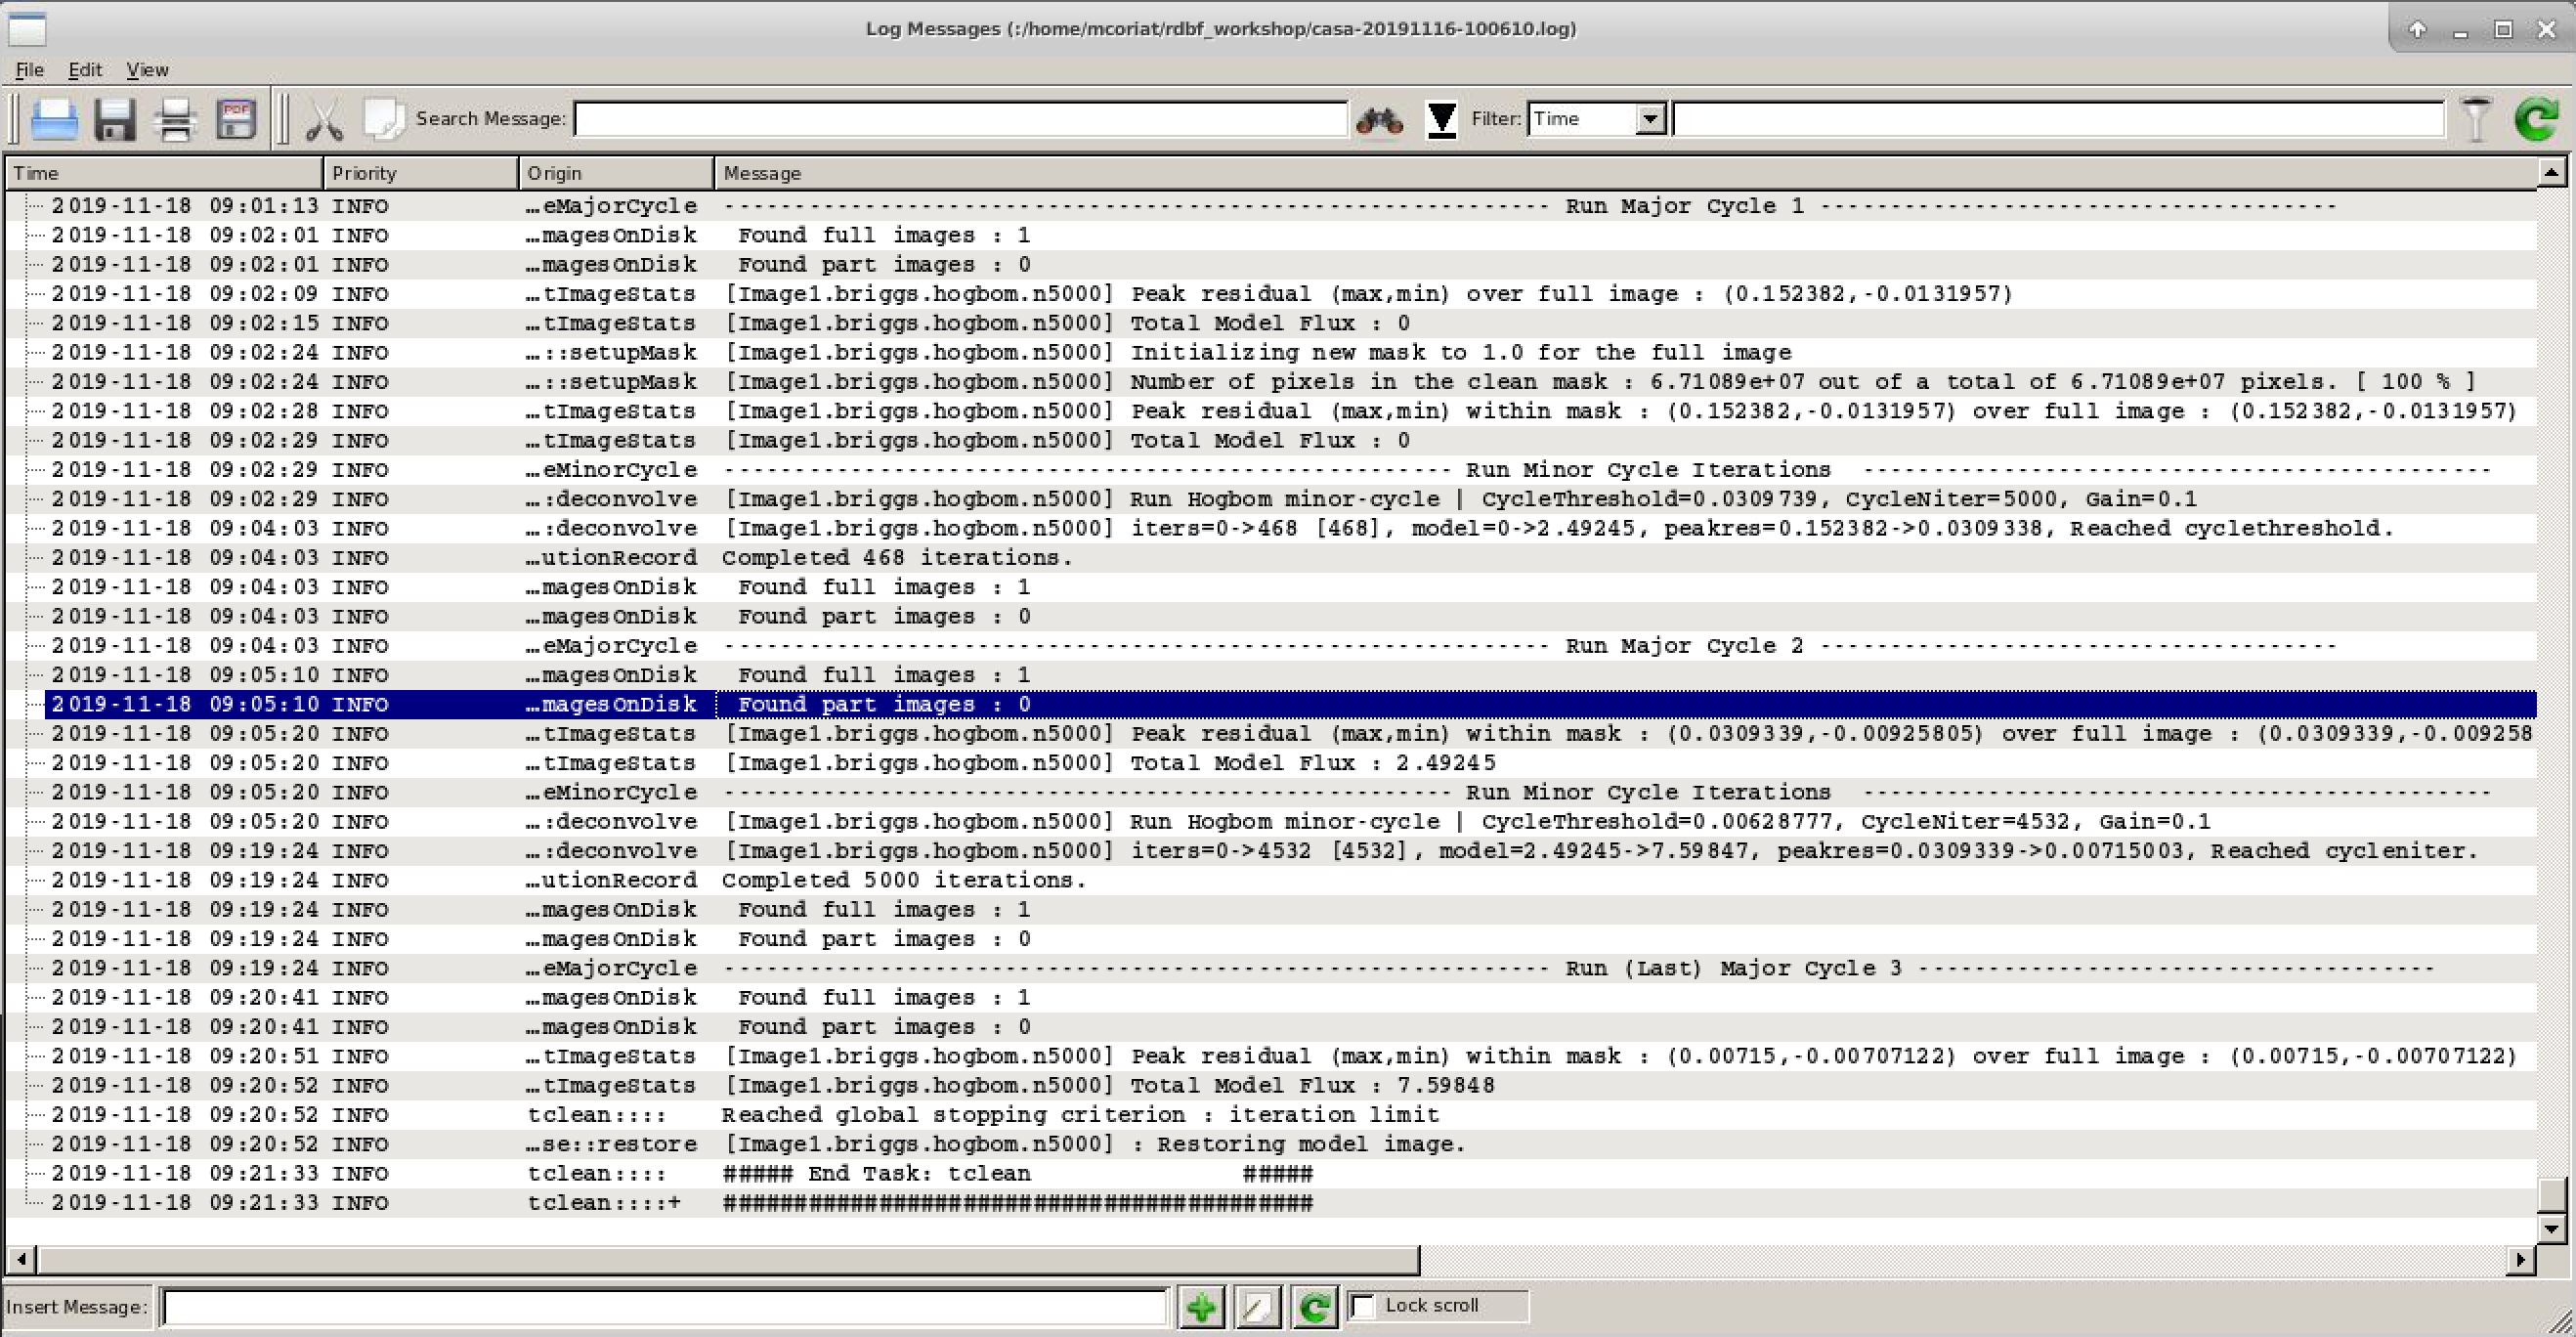 Log Messages (:/home/mcoriat/rdbf_workshop/casa-20191116-100610.log)
File Edit View
PDF Search Message: Filter: Time
Time Priority Origin Message
2019-11-18 09:01:13 INFO …eMajorCycle ----------------------------------------------------------- Run Major Cycle 1 -------------------------------------
2019-11-18 09:02:01 INFO …magesOnDisk Found full images : 1
2019-11-18 09:02:01 INFO …magesOnDisk Found part images : 0
2019-11-18 09:02:09 INFO …tImageStats [Image1.briggs.hogbom.n5000] Peak residual (max,min) over full image : (0.152382,-0.0131957)
2019-11-18 09:02:15 INFO …tImageStats [Image1.briggs.hogbom.n5000] Total Model Flux : 0
2019-11-18 09:02:24 INFO …::setupMask [Image1.briggs.hogbom.n5000] Initializing new mask to 1.0 for the full image
2019-11-18 09:02:24 INFO …::setupMask [Image1.briggs.hogbom.n5000] Number of pixels in the clean mask : 6.71089e+07 out of a total of 6.71089e+07 pixels. [ 100 % ]
2019-11-18 09:02:28 INFO …tImageStats [Image1.briggs.hogbom.n5000] Peak residual (max,min) within mask : (0.152382,-0.0131957) over full image : (0.152382,-0.0131957)
2019-11-18 09:02:29 INFO …tImageStats [Image1.briggs.hogbom.n5000] Total Model Flux : 0
2019-11-18 09:02:29 INFO …eMinorCycle ---------------------------------------------------- Run Minor Cycle Iterations ---------------------------------------------
2019-11-18 09:02:29 INFO …:deconvolve [Image1.briggs.hogbom.n5000] Run Hogbom minor-cycle | CycleThreshold=0.0309739, CycleNiter=5000, Gain=0.1
2019-11-18 09:04:03 INFO …:deconvolve [Image1.briggs.hogbom.n5000] iters=0->468 [468], model=0->2.49245, peakres=0.152382->0.0309338, Reached cyclethreshold.
2019-11-18 09:04:03 INFO …utionRecord Completed 468 iterations.
2019-11-18 09:04:03 INFO …magesOnDisk Found full images : 1
2019-11-18 09:04:03 INFO …magesOnDisk Found part images : 0
2019-11-18 09:04:03 INFO …eMajorCycle ----------------------------------------------------------- Run Major Cycle 2 -------------------------------------
2019-11-18 09:05:10 INFO …magesOnDisk Found full images : 1
2019-11-18 09:05:10 INFO …magesOnDisk Found part images : 0
2019-11-18 09:05:20 INFO …tImageStats [Image1.briggs.hogbom.n5000] Peak residual (max,min) within mask : (0.0309339,-0.00925805) over full image : (0.0309339,-0.009258
2019-11-18 09:05:20 INFO …tImageStats [Image1.briggs.hogbom.n5000] Total Model Flux : 2.49245
2019-11-18 09:05:20 INFO …eMinorCycle ---------------------------------------------------- Run Minor Cycle Iterations ---------------------------------------------
2019-11-18 09:05:20 INFO …:deconvolve [Image1.briggs.hogbom.n5000] Run Hogbom minor-cycle | CycleThreshold=0.00628777, CycleNiter=4532, Gain=0.1
2019-11-18 09:19:24 INFO …:deconvolve [Image1.briggs.hogbom.n5000] iters=0->4532 [4532], model=2.49245->7.59847, peakres=0.0309339->0.00715003, Reached cycleniter.
2019-11-18 09:19:24 INFO …utionRecord Completed 5000 iterations.
2019-11-18 09:19:24 INFO …magesOnDisk Found full images : 1
2019-11-18 09:19:24 INFO …magesOnDisk Found part images : 0
2019-11-18 09:19:24 INFO …eMajorCycle ----------------------------------------------------------- Run (Last) Major Cycle 3 -------------------------------------
2019-11-18 09:20:41 INFO …magesOnDisk Found full images : 1
2019-11-18 09:20:41 INFO …magesOnDisk Found part images : 0
2019-11-18 09:20:51 INFO …tImageStats [Image1.briggs.hogbom.n5000] Peak residual (max,min) within mask : (0.00715,-0.00707122) over full image : (0.00715,-0.00707122)
2019-11-18 09:20:52 INFO …tImageStats [Image1.briggs.hogbom.n5000] Total Model Flux : 7.59848
2019-11-18 09:20:52 INFO tclean:::: Reached global stopping criterion : iteration limit
2019-11-18 09:20:52 INFO …se::restore [Image1.briggs.hogbom.n5000] : Restoring model image.
2019-11-18 09:21:33 INFO tclean:::: ##### End Task: tclean #####
2019-11-18 09:21:33 INFO tclean::::+ ##########################################
Insert Message: Lock scroll